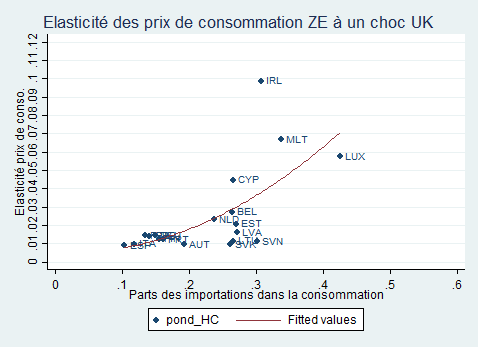 Elasticité des prix de consommation ZE à un choc UK
Elasticité prix de conso.
0 .01.02.03.04.05.06.07.08.09 .1 .11.12
IRL
MLT
LUX
CYP
BEL
NLD
EST
LVA
LTU
SVN
SVK
AUT
ITA
ESP
0 .1 .2 .3 .4 .5 .6
Parts des importations dans la consommation
pond_HC Fitted values